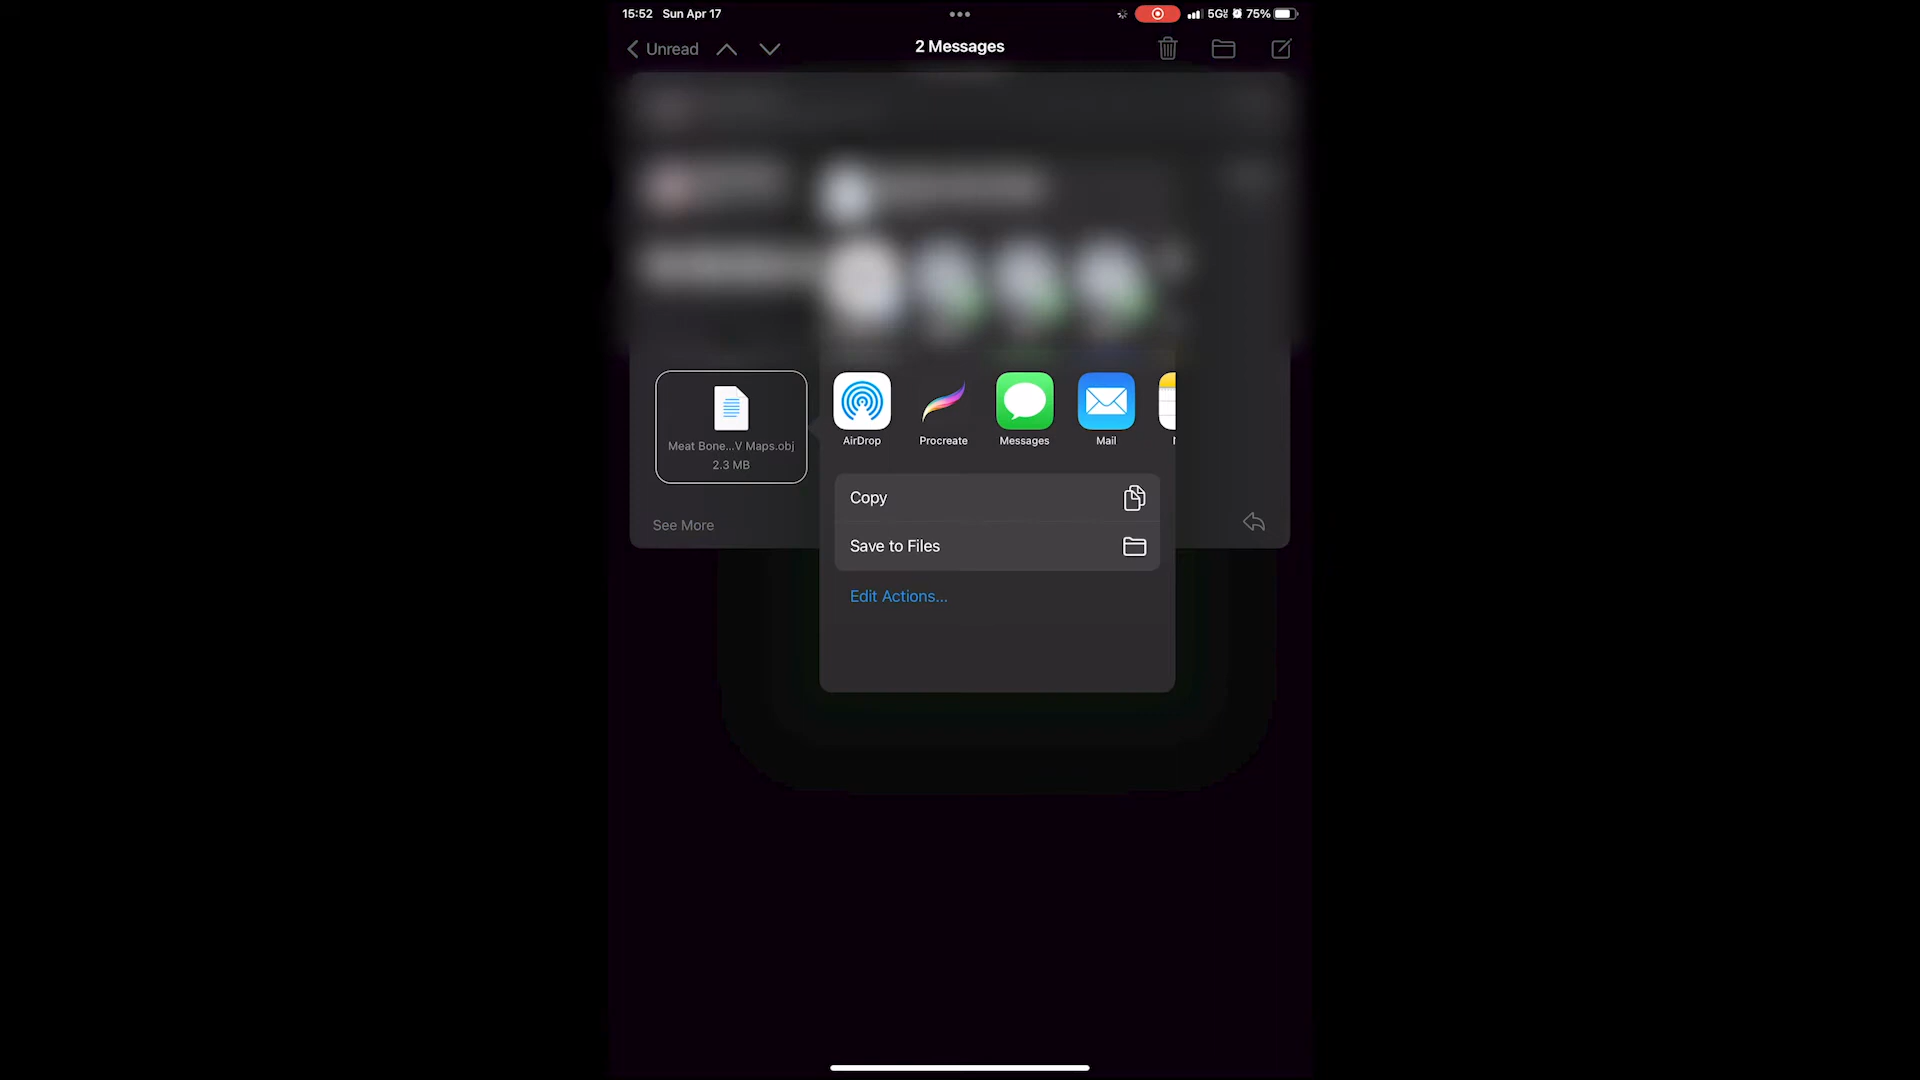 15:52 Sun Apr 17
5G 75%
Unread
2 Messages
Meat Bone...V Maps.obj
2.3 MB
See More
AirDrop
Procreate
Messages
Mail
Copy
Save to Files
Edit Actions...